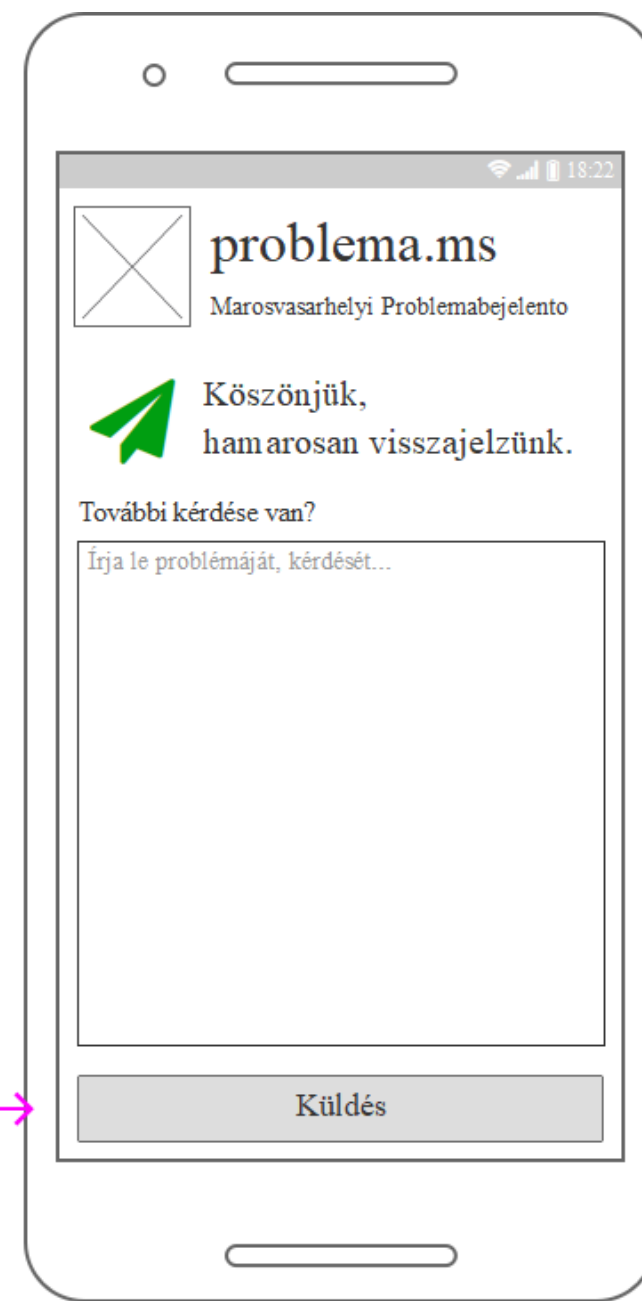 18:22
problema.ms
Marosvasarhelyi Problemabejelento
Köszönjük,
hamarosan visszajelzünk.
További kérdése van?
Írja le problémáját, kérdését...
Küldés